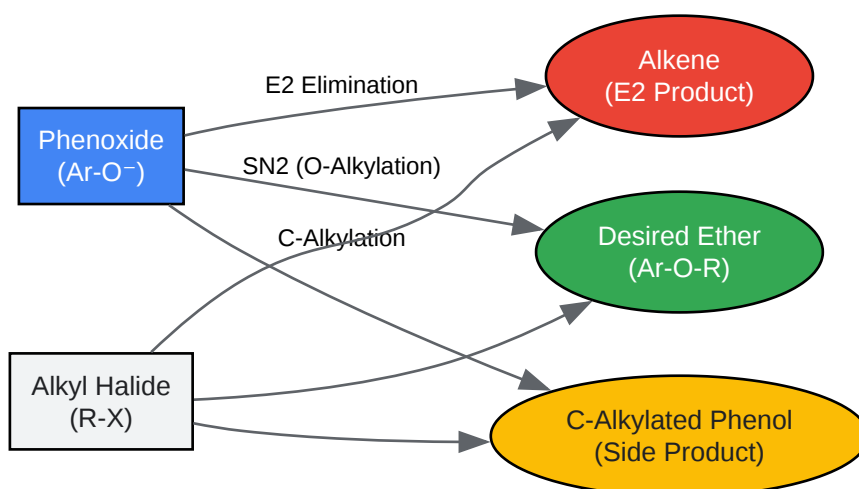 Alkene
(E2 Product)
E2 Elimination
Phenoxide
(Ar-O⁻)
SN2 (O-Alkylation)
C-Alkylation
Desired Ether
(Ar-O-R)
Alkyl Halide
(R-X)
C-Alkylated Phenol
(Side Product)